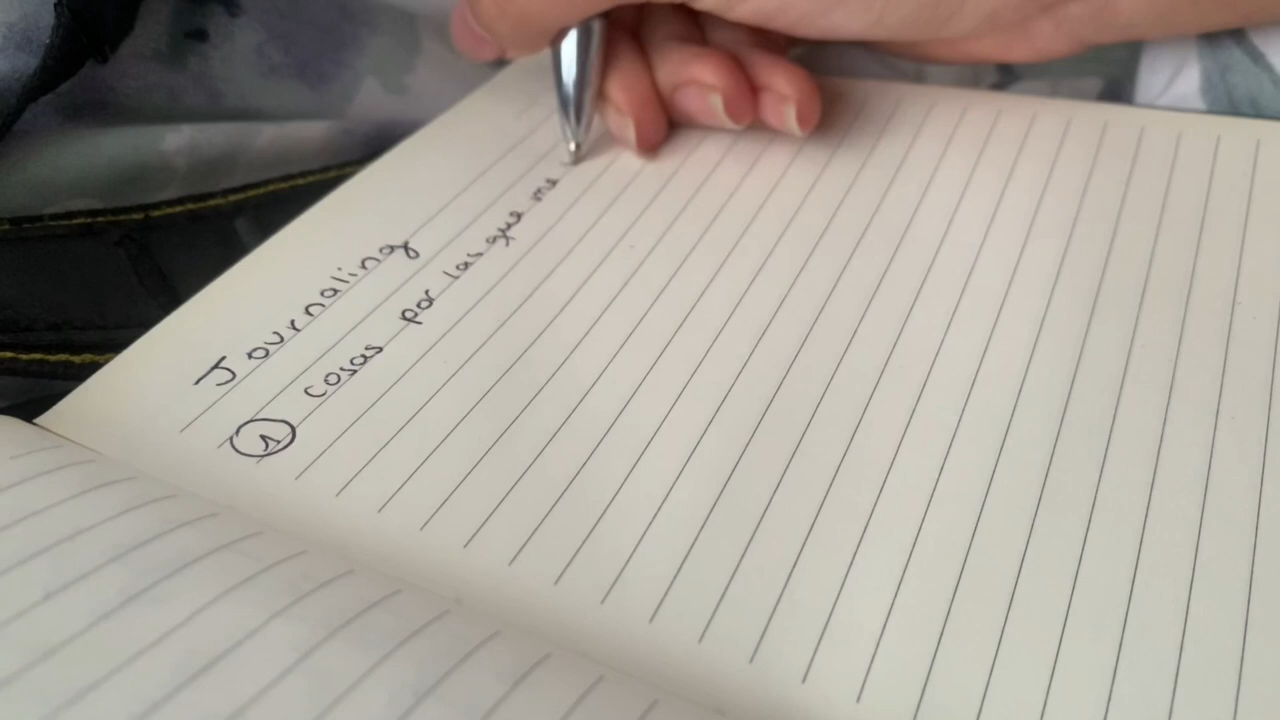 Journaling
① cosas por las que me